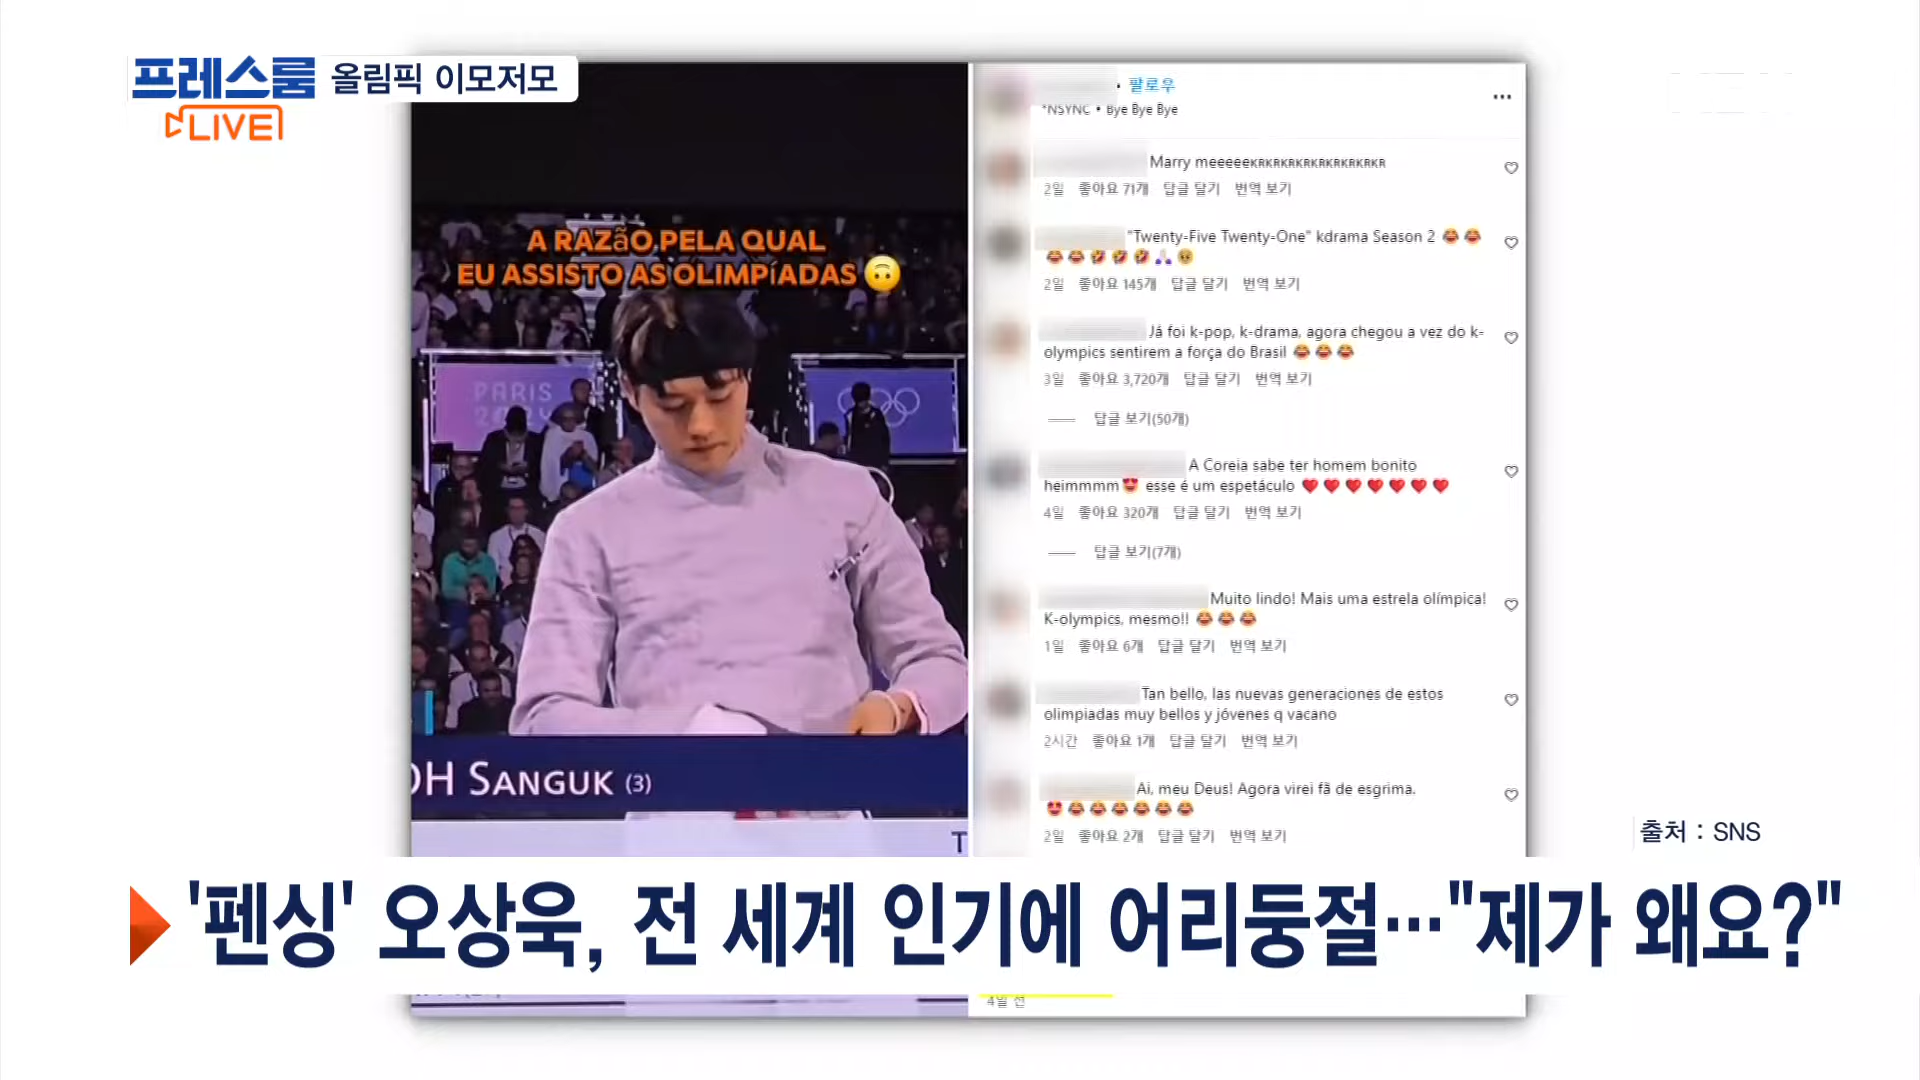 프레스룸 올림픽 이모저모
LIVE!
PARIS
2024
A RAZãO PELA QUAL
EU ASSISTO AS OLIMPíADAS 🙃
OH SANGUK (3)
T
• 팔로우
*NSYNC • Bye Bye Bye
•••
Marry meeeeeкʀкʀкʀкʀкʀкʀкʀкʀкʀ
2일 좋아요 71개 답글 달기 번역 보기
"Twenty-Five Twenty-One" kdrama Season 2 😂😂
😂😂🤣🤣🤣🙏🏻🥹
2일 좋아요 145개 답글 달기 번역 보기
Já foi k-pop, k-drama, agora chegou a vez do k-
olympics sentirem a força do Brasil 😂😂😂
3일 좋아요 3,720개 답글 달기 번역 보기
답글 보기(50개)
A Coreia sabe ter homem bonito
heimmmm😍 esse é um espetáculo ❤️❤️❤️❤️❤️❤️❤️
4일 좋아요 320개 답글 달기 번역 보기
답글 보기(7개)
Muito lindo! Mais uma estrela olímpica!
K-olympics, mesmo!! 😂😂😂
1일 좋아요 6개 답글 달기 번역 보기
Tan bello, las nuevas generaciones de estos
olimpiadas muy bellos y jóvenes q vacano
2시간 좋아요 1개 답글 달기 번역 보기
Ai, meu Deus! Agora virei fã de esgrima.
😍😂😂😂😂😂😂
2일 좋아요 2개 답글 달기 번역 보기
출처 : SNS
'펜싱' 오상욱, 전 세계 인기에 어리둥절…"제가 왜요?"
4일 전